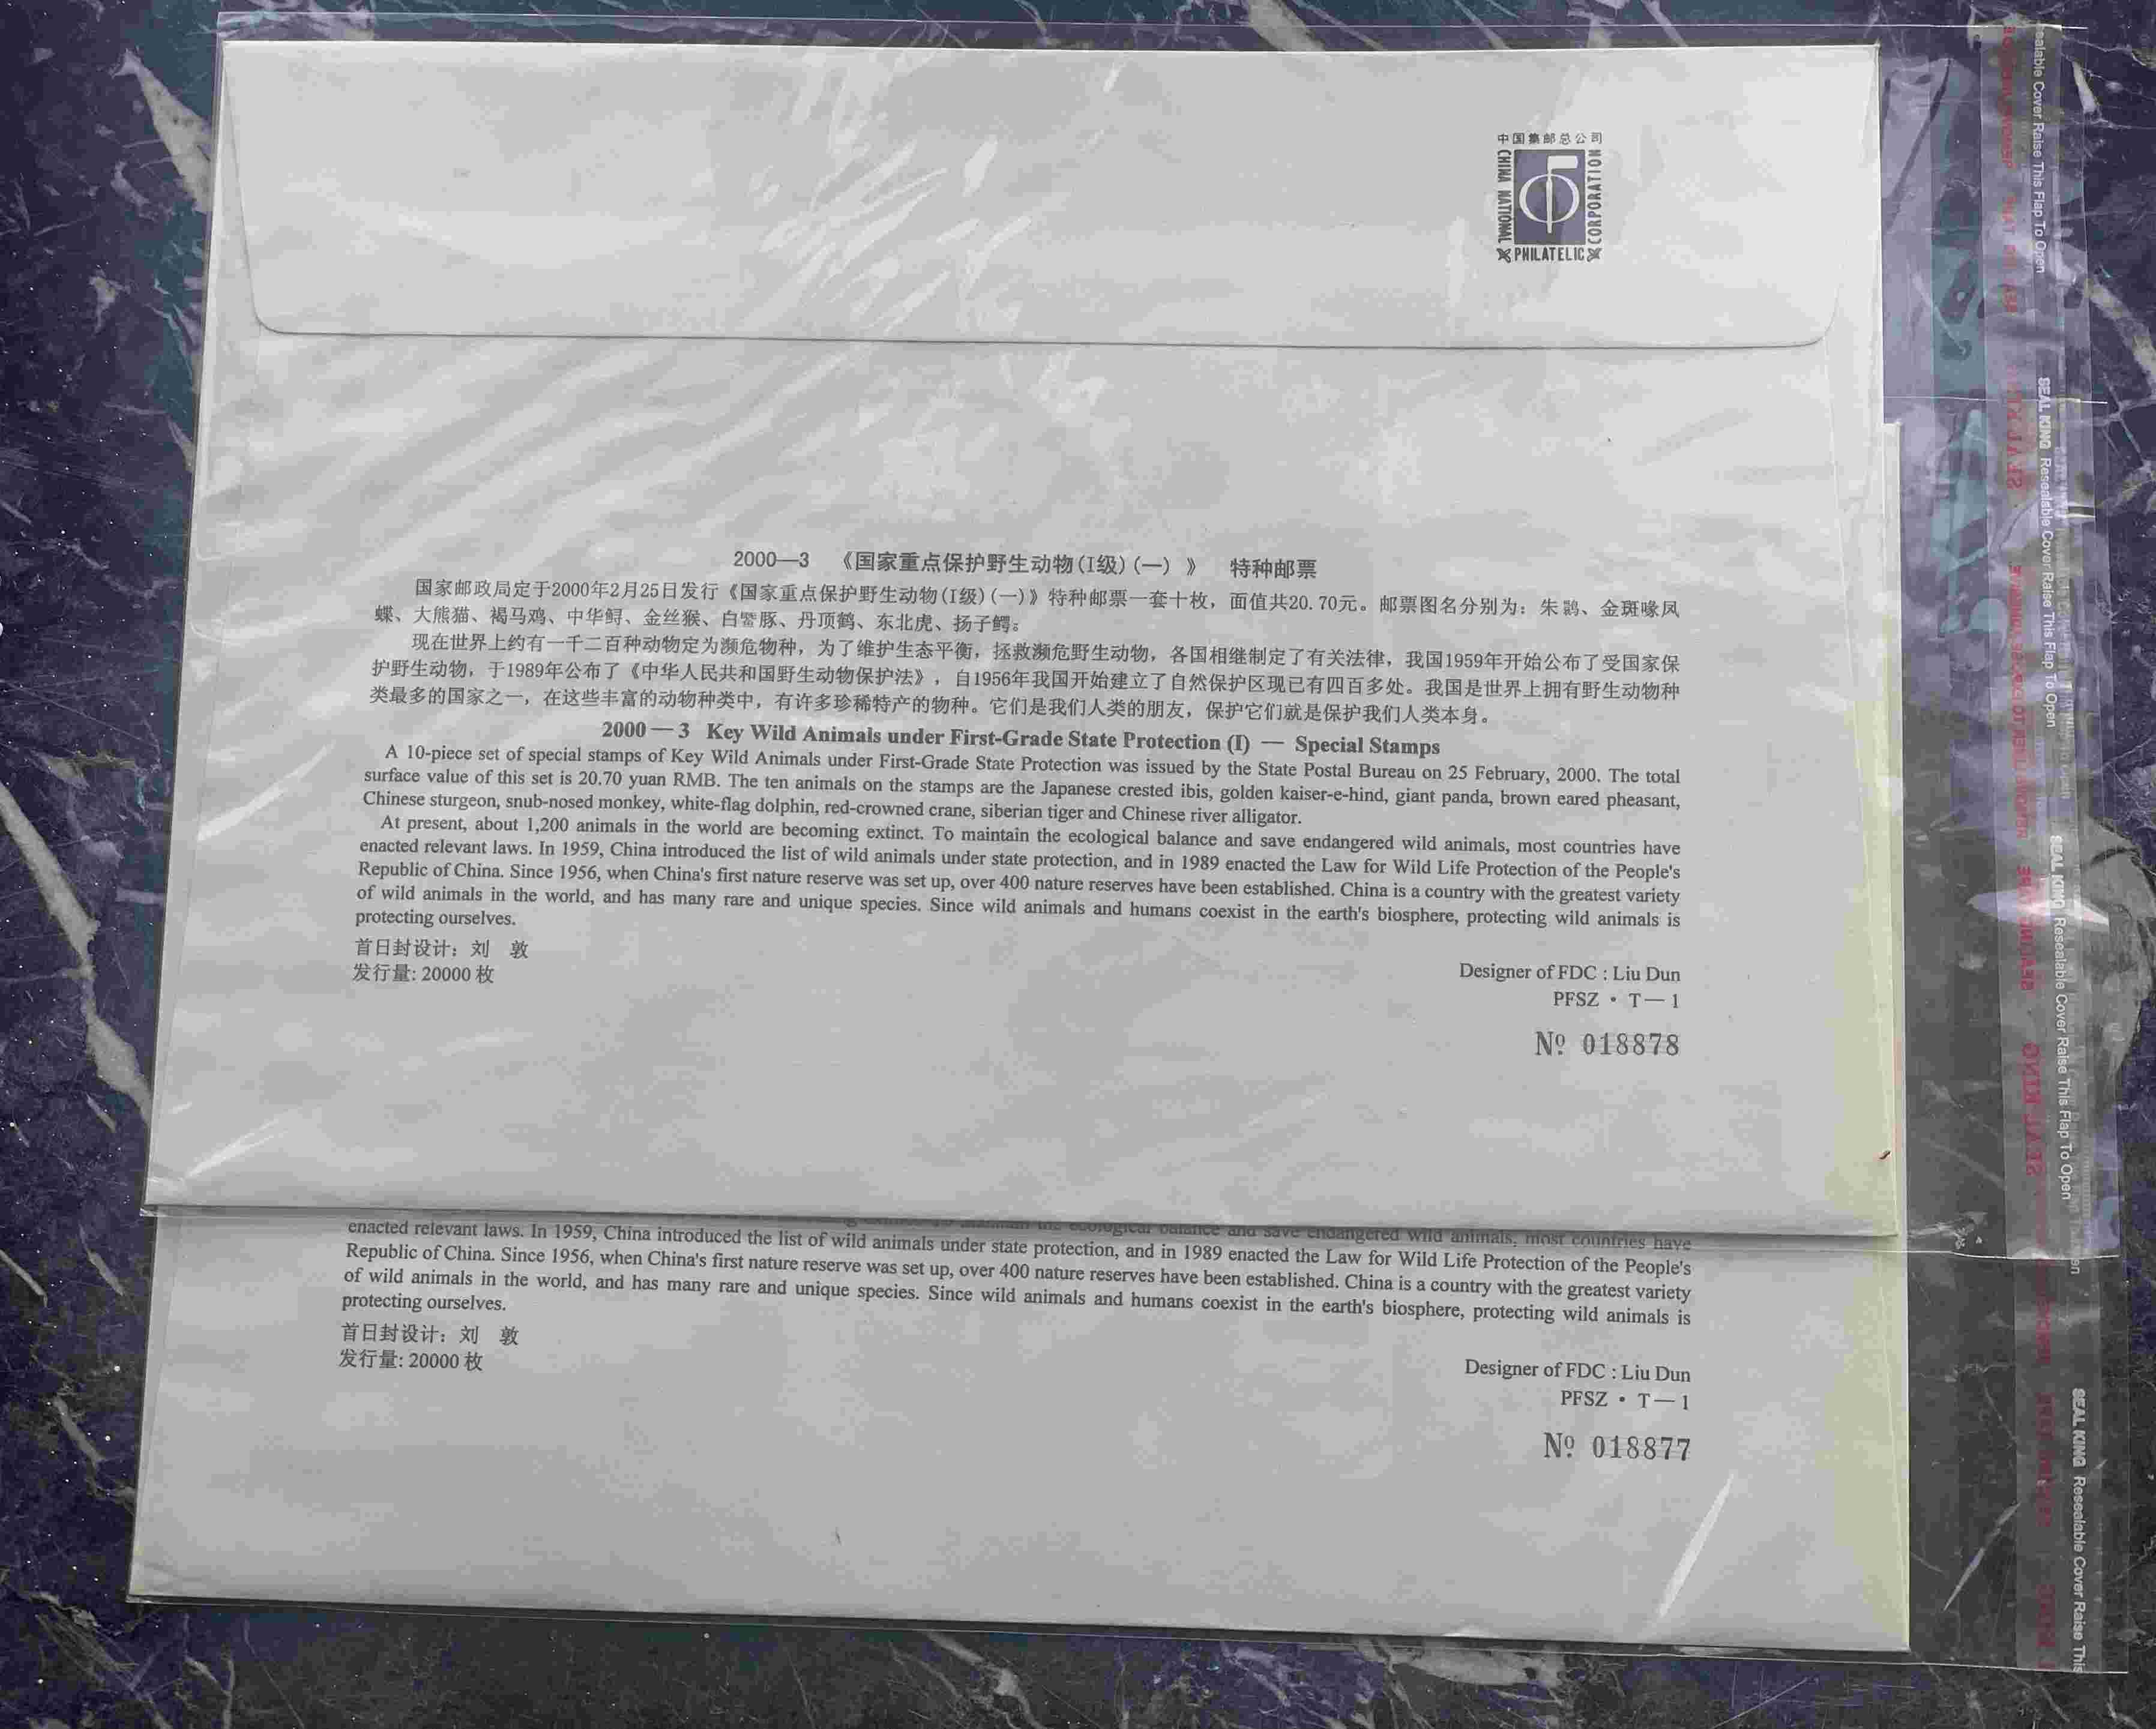 中国集邮总公司
CHINA NATIONAL
PHILATELIC
CORPORATION
2000—3 《国家重点保护野生动物(I级)(一)》 特种邮票
国家邮政局定于2000年2月25日发行《国家重点保护野生动物(I级)(一)》特种邮票一套十枚，面值共20.70元。邮票图名分别为：朱鹮、金斑喙凤
蝶、大熊猫、褐马鸡、中华鲟、金丝猴、白鱀豚、丹顶鹤、东北虎、扬子鳄。
现在世界上约有一千二百种动物定为濒危物种，为了维护生态平衡，拯救濒危野生动物，各国相继制定了有关法律，我国1959年开始公布了受国家保
护野生动物，于1989年公布了《中华人民共和国野生动物保护法》，自1956年我国开始建立了自然保护区现已有四百多处。我国是世界上拥有野生动物种
类最多的国家之一，在这些丰富的动物种类中，有许多珍稀特产的物种。它们是我们人类的朋友，保护它们就是保护我们人类本身。
2000 — 3 Key Wild Animals under First-Grade State Protection (I) — Special Stamps
A 10-piece set of special stamps of Key Wild Animals under First-Grade State Protection was issued by the State Postal Bureau on 25 February, 2000. The total
surface value of this set is 20.70 yuan RMB. The ten animals on the stamps are the Japanese crested ibis, golden kaiser-e-hind, giant panda, brown eared pheasant,
Chinese sturgeon, snub-nosed monkey, white-flag dolphin, red-crowned crane, siberian tiger and Chinese river alligator.
At present, about 1,200 animals in the world are becoming extinct. To maintain the ecological balance and save endangered wild animals, most countries have
enacted relevant laws. In 1959, China introduced the list of wild animals under state protection, and in 1989 enacted the Law for Wild Life Protection of the People's
Republic of China. Since 1956, when China's first nature reserve was set up, over 400 nature reserves have been established. China is a country with the greatest variety
of wild animals in the world, and has many rare and unique species. Since wild animals and humans coexist in the earth's biosphere, protecting wild animals is
protecting ourselves.
首日封设计：刘 敦
发行量: 20000 枚
Designer of FDC : Liu Dun
PFSZ • T— 1
Nº 018878
the ecological balance and save endangered wild animals, most countries have
enacted relevant laws. In 1959, China introduced the list of wild animals under state protection, and in 1989 enacted the Law for Wild Life Protection of the People's
Republic of China. Since 1956, when China's first nature reserve was set up, over 400 nature reserves have been established. China is a country with the greatest variety
of wild animals in the world, and has many rare and unique species. Since wild animals and humans coexist in the earth's biosphere, protecting wild animals is
protecting ourselves.
首日封设计：刘 敦
发行量: 20000 枚
Designer of FDC : Liu Dun
PFSZ • T— 1
Nº 018877
Resealable Cover Raise This Flap To Open
SEAL KING Resealable Cover Raise This Flap To Open
SEAL KING Resealable Cover Raise This Flap To Open
SEAL KING Resealable Cover Raise This